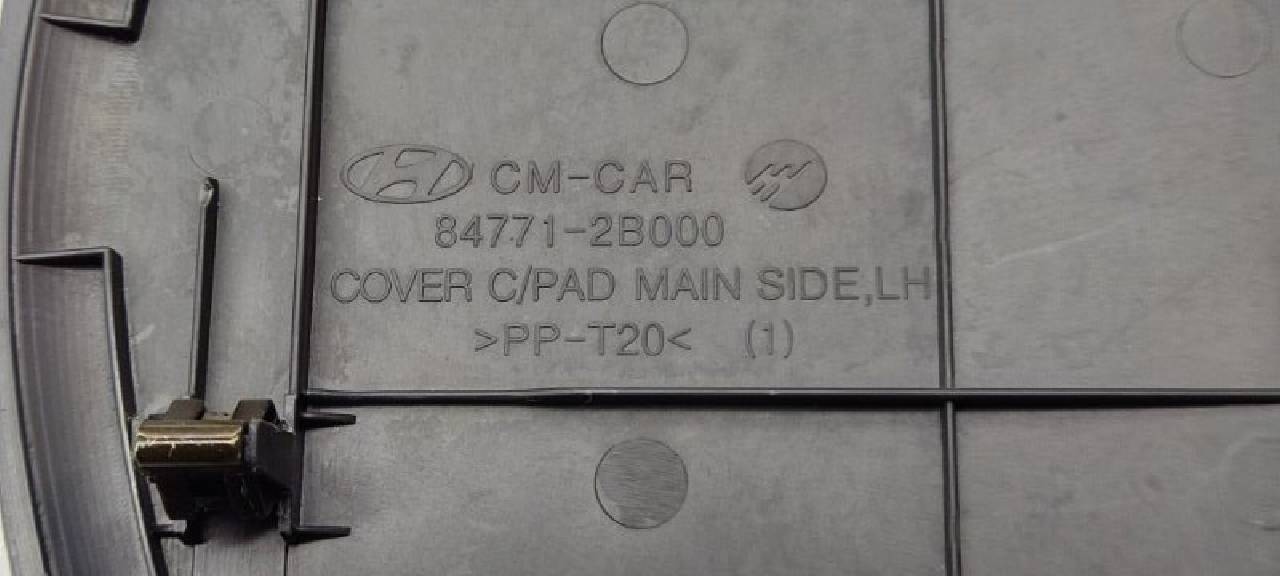 CM-CAR
84771-2B000
COVER C/PAD MAIN SIDE,LH
>PP-T20< (1)